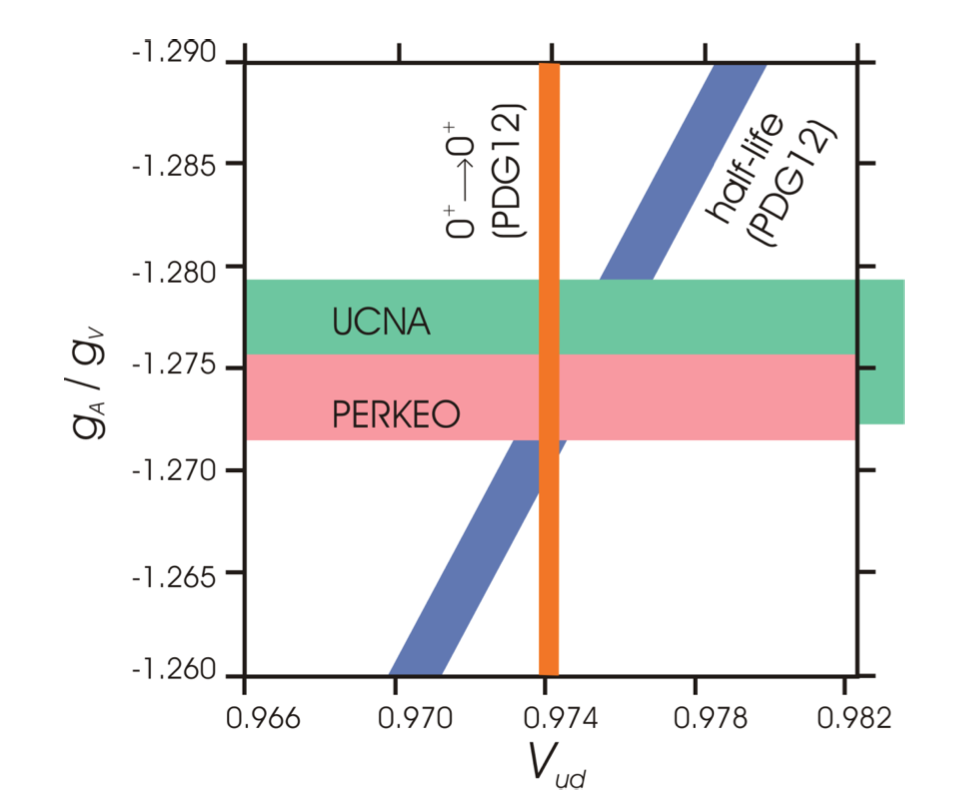 -1.290
-1.285
-1.280
-1.275
-1.270
-1.265
-1.260
gA / gV
0⁺→0⁺
(PDG12)
half-life
(PDG12)
UCNA
PERKEO
0.966 0.970 0.974 0.978 0.982
Vud